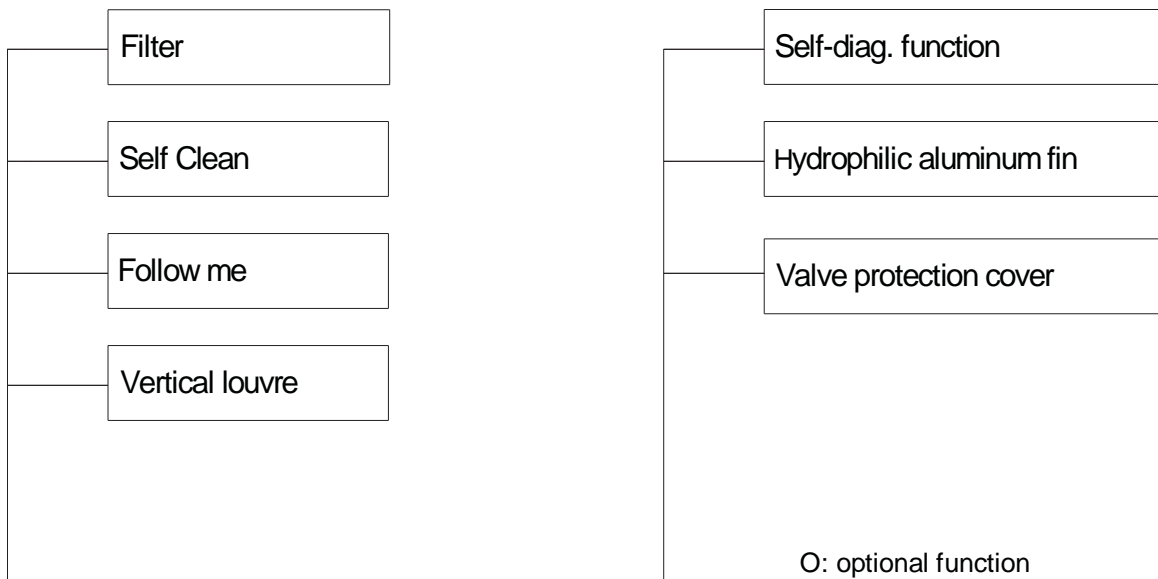 Filter
Self Clean
Follow me
Vertical louvre
Self-diag. function
Hydrophilic aluminum fin
Valve protection cover
O: optional function